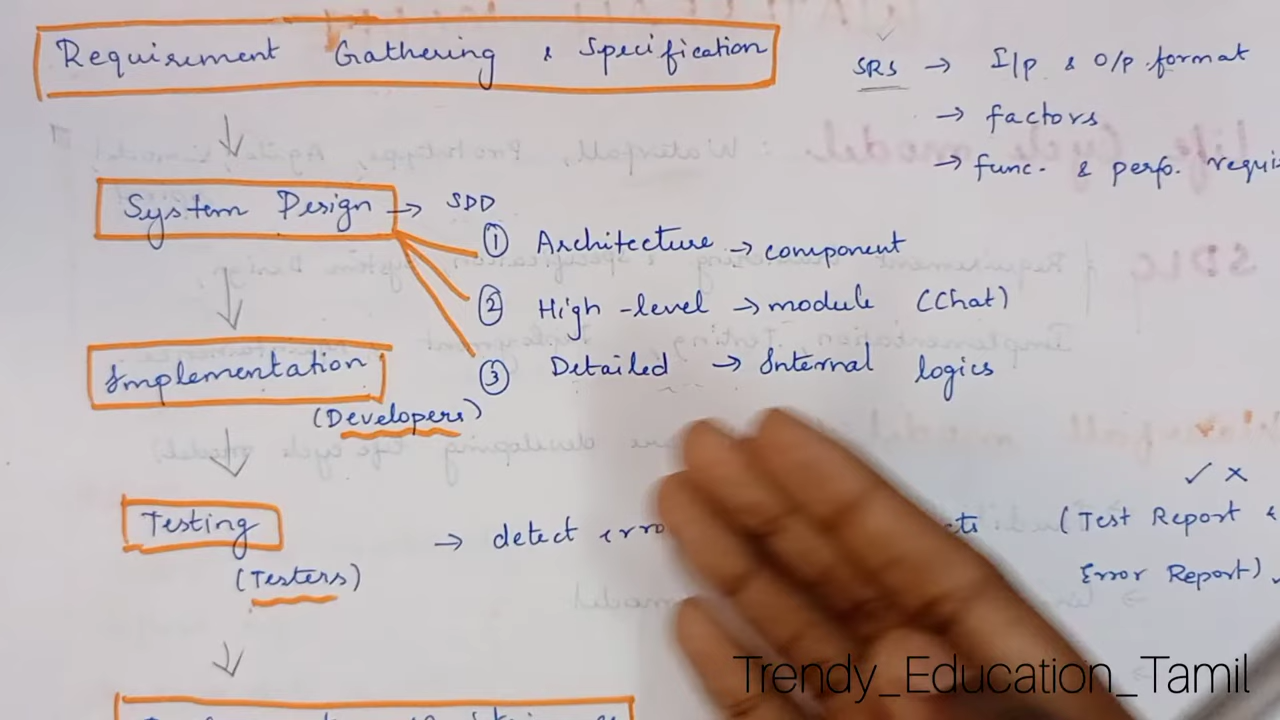 Requirement Gathering & Specification
SRS → I/p & O/p format
→ factors
→ func. & perfo.
System Design → SDD
① Architecture → component
② High-level → module (Chat)
③ Detailed → Internal logics
Implementation
(Developers)
Testing → detect (Test Report &
Error Report)
(Testers)
Trendy_Education_Tamil